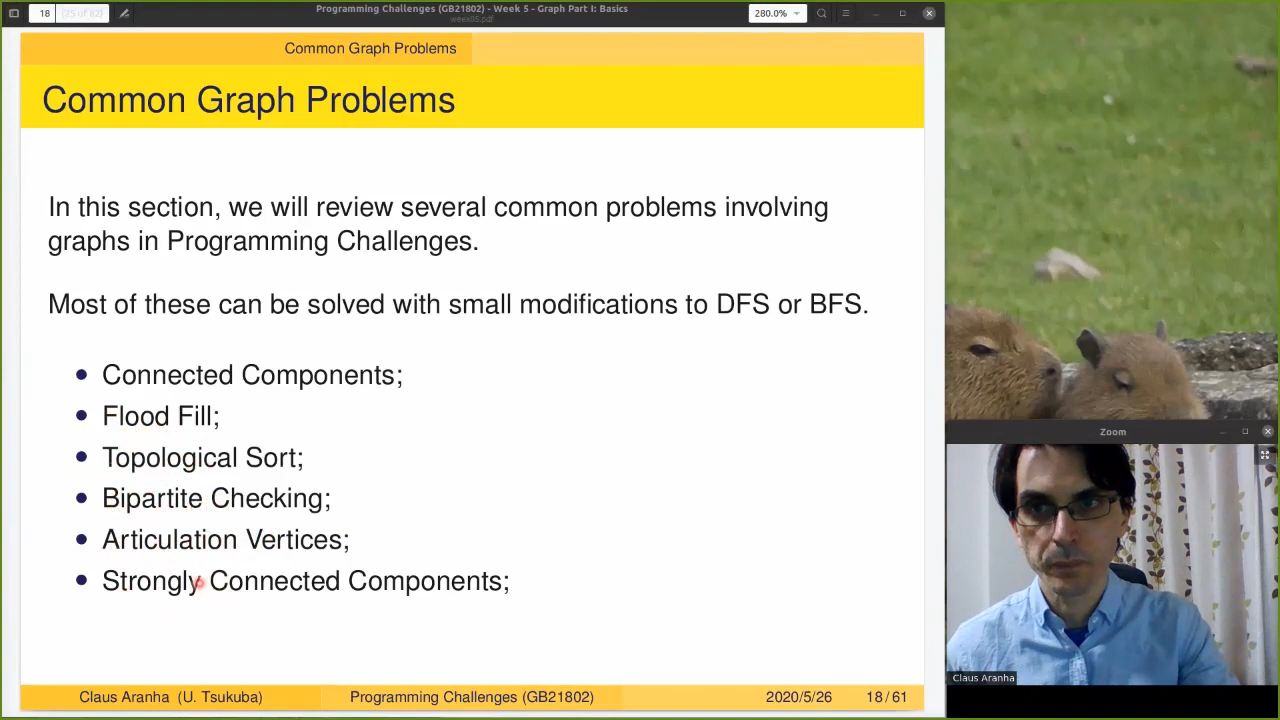 18
(25 of 82)
Programming Challenges (GB21802) - Week 5 - Graph Part I: Basics
week05.pdf
280.0%
Common Graph Problems
Common Graph Problems
In this section, we will review several common problems involving
graphs in Programming Challenges.
Most of these can be solved with small modifications to DFS or BFS.
• Connected Components;
• Flood Fill;
• Topological Sort;
• Bipartite Checking;
• Articulation Vertices;
• Strongly Connected Components;
Claus Aranha (U. Tsukuba)
Programming Challenges (GB21802)
2020/5/26
18 / 61
Zoom
Claus Aranha